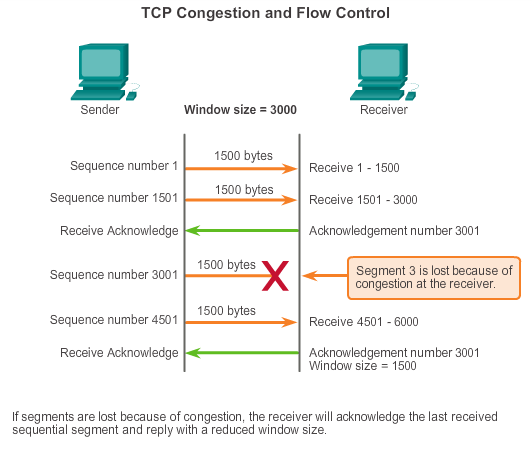 TCP Congestion and Flow Control
Sender
Window size = 3000
Receiver
1500 bytes
Sequence number 1
Receive 1 - 1500
1500 bytes
Sequence number 1501
Receive 1501 - 3000
Receive Acknowledge
Acknowledgement number 3001
1500 bytes
Sequence number 3001
X
Segment 3 is lost because of
congestion at the receiver.
1500 bytes
Sequence number 4501
Receive 4501 - 6000
Receive Acknowledge
Acknowledgement number 3001
Window size = 1500
If segments are lost because of congestion, the receiver will acknowledge the last received
sequential segment and reply with a reduced window size.